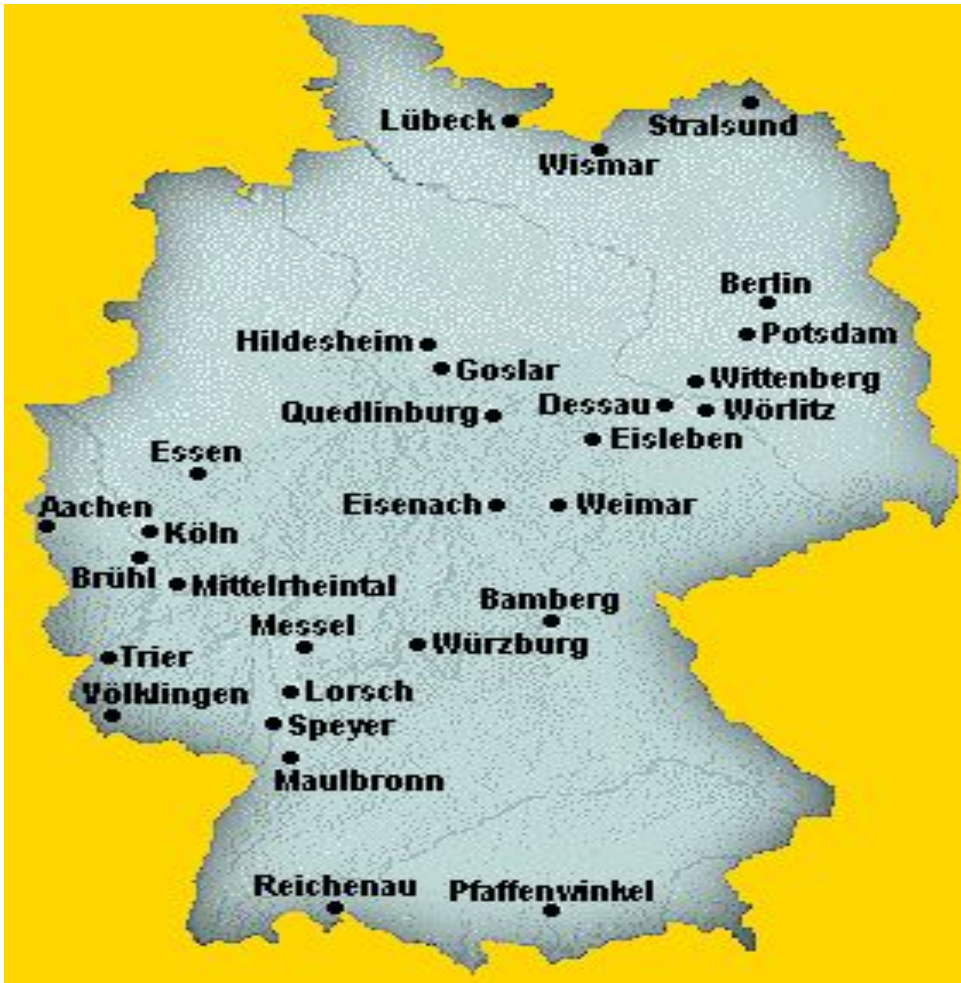 Lübeck
Stralsund
Wismar
Berlin
Potsdam
Hildesheim
Goslar
Wittenberg
Quedlinburg
Dessau
Wörlitz
Eisleben
Essen
Aachen
Eisenach
Weimar
Köln
Brühl
Mittelrheintal
Bamberg
Messel
Würzburg
Trier
Völklingen
Lorsch
Speyer
Maulbronn
Reichenau
Pfaffenwinkel